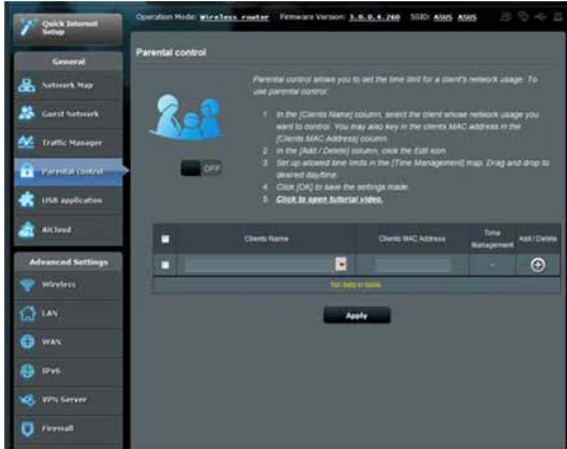 Quick Internet
Setup
Operation Mode: Wireless router Firmware Version: 3.0.0.4.260 SSID: ASUS ASUS
General
Network Map
Guest Network
Traffic Manager
Parental control
USB application
AiCloud
Advanced Settings
Wireless
LAN
WAN
IPv6
VPN Server
Firewall
Parental control
Parental control allows you to set the time limit for a client's network usage. To
use parental control:
1 In the [Clients Name] column, select the client whose network usage you
want to control. You may also key in the clients MAC address in the
[Clients MAC Address] column.
2 In the [Add / Delete] column, click the Edit icon.
3 Set up allowed time limits in the [Time Management] map. Drag and drop to
desired day/time.
4 Click [OK] to save the settings made.
5 Click to open tutorial video.
OFF
Clients Name Clients MAC Address Time Management Add / Delete
No data in table.
Apply